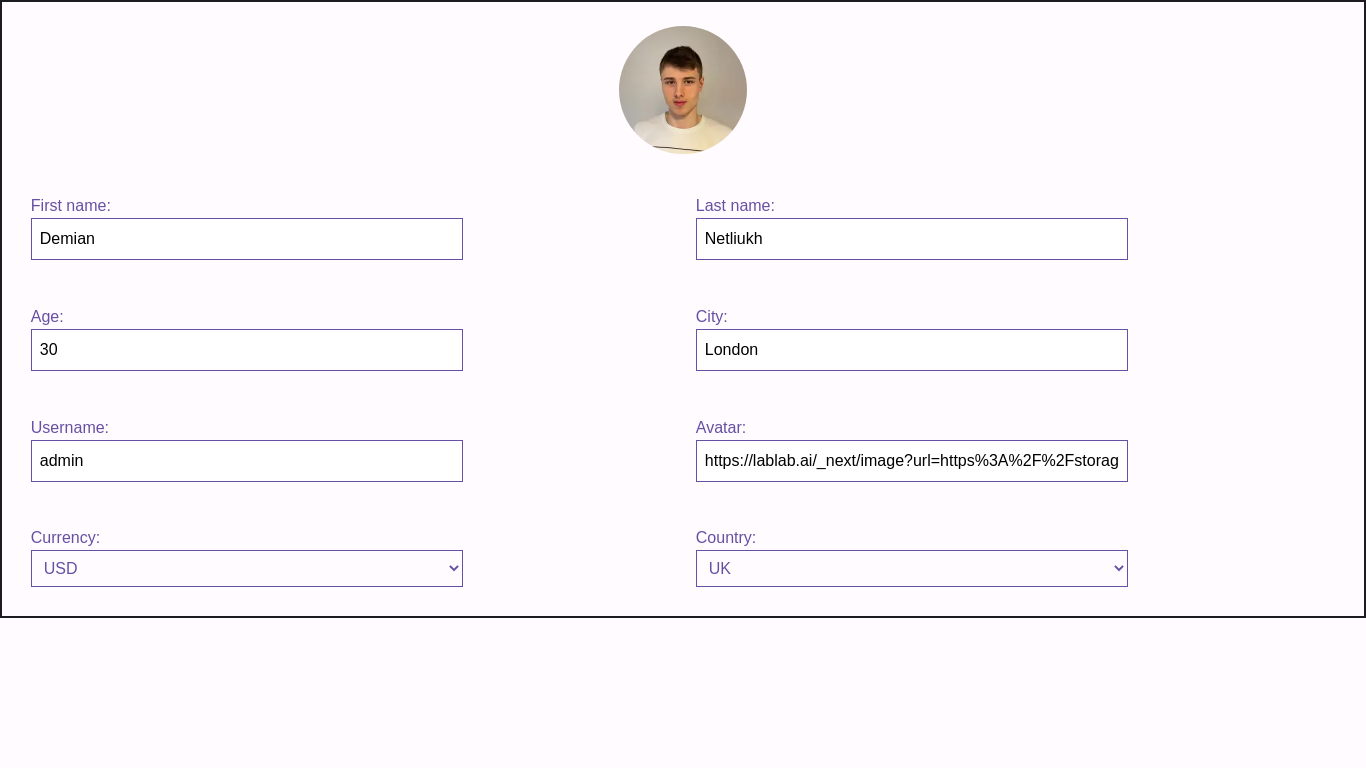 First name:
Last name:
Demian
Netliukh
Age:
City:
30
London
Username:
Avatar:
admin
https://lablab.ai/_next/image?url=https%3A%2F%2Fstorag
Currency:
Country:
USD
UK